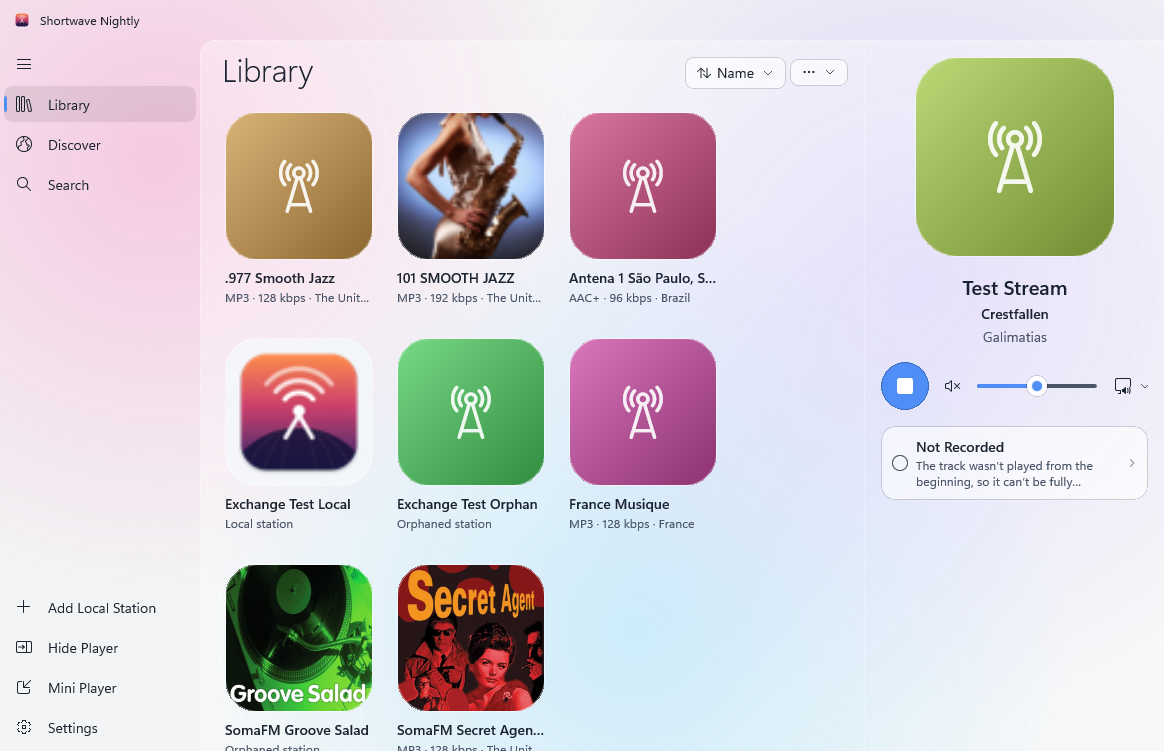 Shortwave Nightly
Library
Discover
Search
Add Local Station
Hide Player
Mini Player
Settings
Library
Name
.977 Smooth Jazz
MP3 · 128 kbps · The Unit...
101 SMOOTH JAZZ
MP3 · 192 kbps · The Unit...
Antena 1 São Paulo, S...
AAC+ · 96 kbps · Brazil
Exchange Test Local
Local station
Exchange Test Orphan
Orphaned station
France Musique
MP3 · 128 kbps · France
Groove Salad
SomaFM Groove Salad
Orphaned station
Secret Agent
SomaFM Secret Agen...
MP3 · 128 kbps · The Unit...
Test Stream
Crestfallen
Galimatias
Not Recorded
The track wasn't played from the
beginning, so it can't be fully...